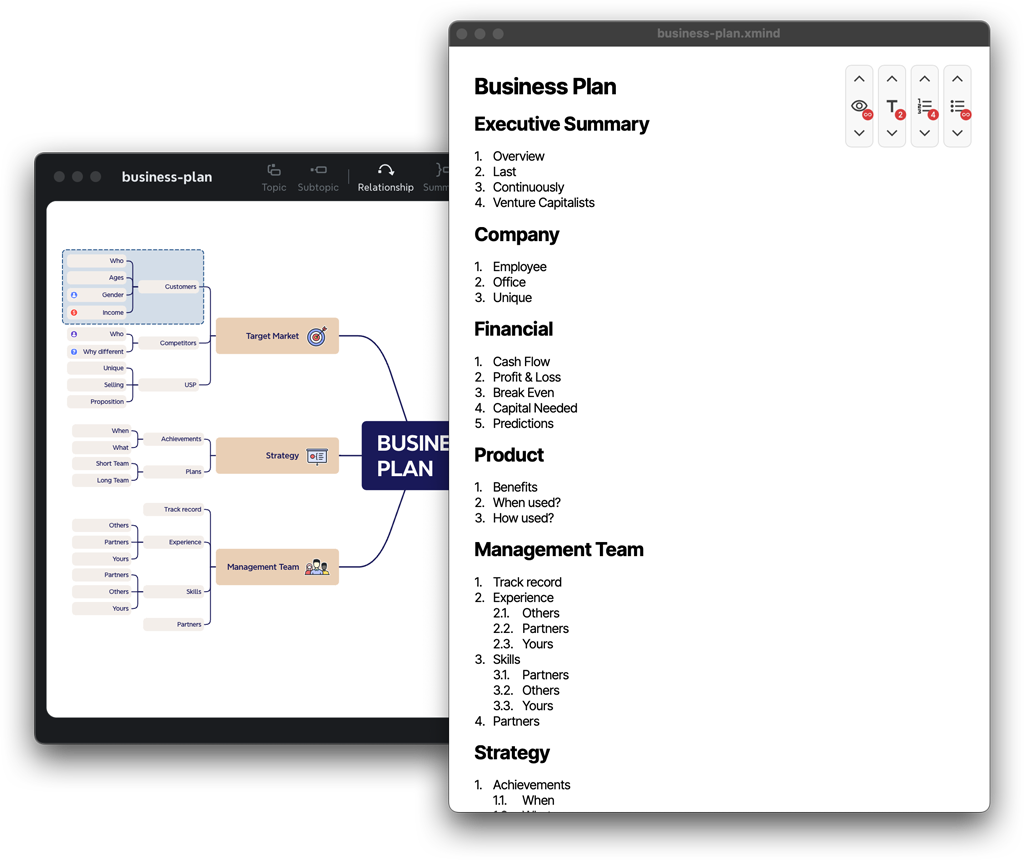 business-plan
Topic
Subtopic
Relationship
Who
Ages
Gender
Income
Customers
Who
Why different
Competitors
Unique
Selling
Proposition
USP
Target Market
When
What
Achievements
Short Team
Long Team
Plans
Strategy
Track record
Others
Partners
Yours
Experience
Partners
Others
Yours
Skills
Partners
Management Team
PLAN
business-plan.xmind
2
4
Business Plan
Executive Summary
1. Overview
2. Last
3. Continuously
4. Venture Capitalists
Company
1. Employee
2. Office
3. Unique
Financial
1. Cash Flow
2. Profit & Loss
3. Break Even
4. Capital Needed
5. Predictions
Product
1. Benefits
2. When used?
3. How used?
Management Team
1. Track record
2. Experience
2.1. Others
2.2. Partners
2.3. Yours
3. Skills
3.1. Partners
3.2. Others
3.3. Yours
4. Partners
Strategy
1. Achievements
1.1. When